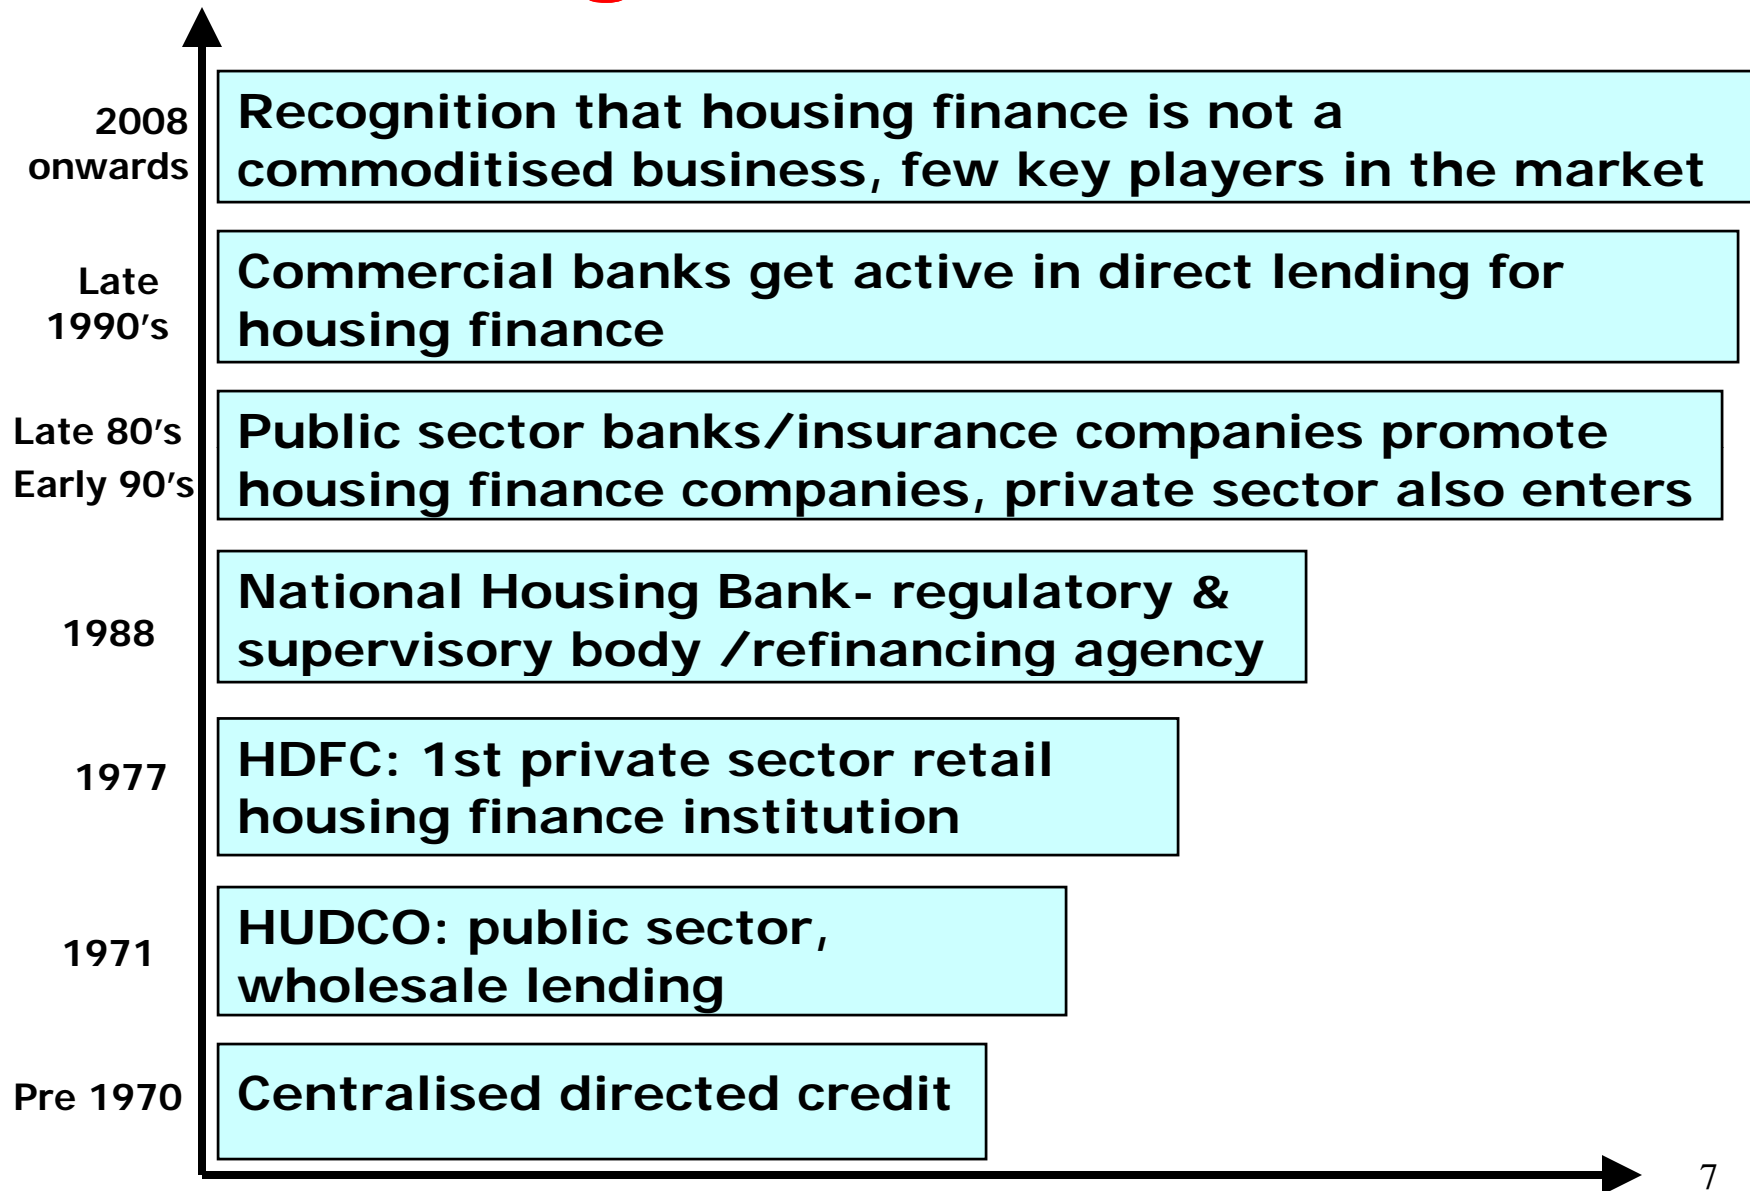 2008
onwards
Recognition that housing finance is not a
commoditised business, few key players in the market
Late
1990's
Commercial banks get active in direct lending for
housing finance
Late 80's
Early 90's
Public sector banks/insurance companies promote
housing finance companies, private sector also enters
1988
National Housing Bank- regulatory &
supervisory body /refinancing agency
1977
HDFC: 1st private sector retail
housing finance institution
1971
HUDCO: public sector,
wholesale lending
Pre 1970
Centralised directed credit
7